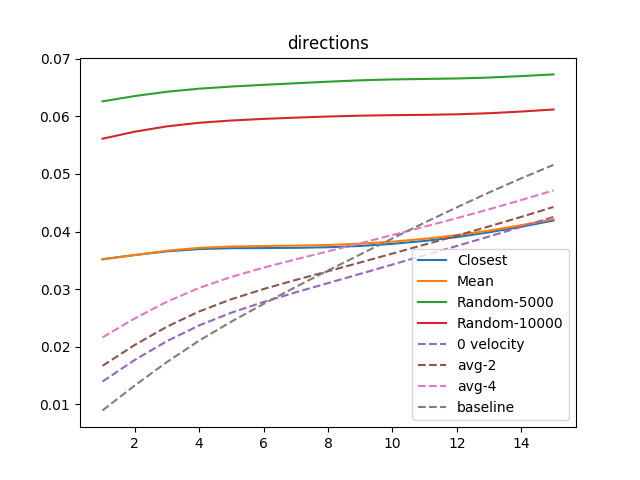 directions
0.07
0.06
0.05
0.04
0.03
0.02
0.01
2 4 6 8 10 12 14
Closest
Mean
Random-5000
Random-10000
0 velocity
avg-2
avg-4
baseline